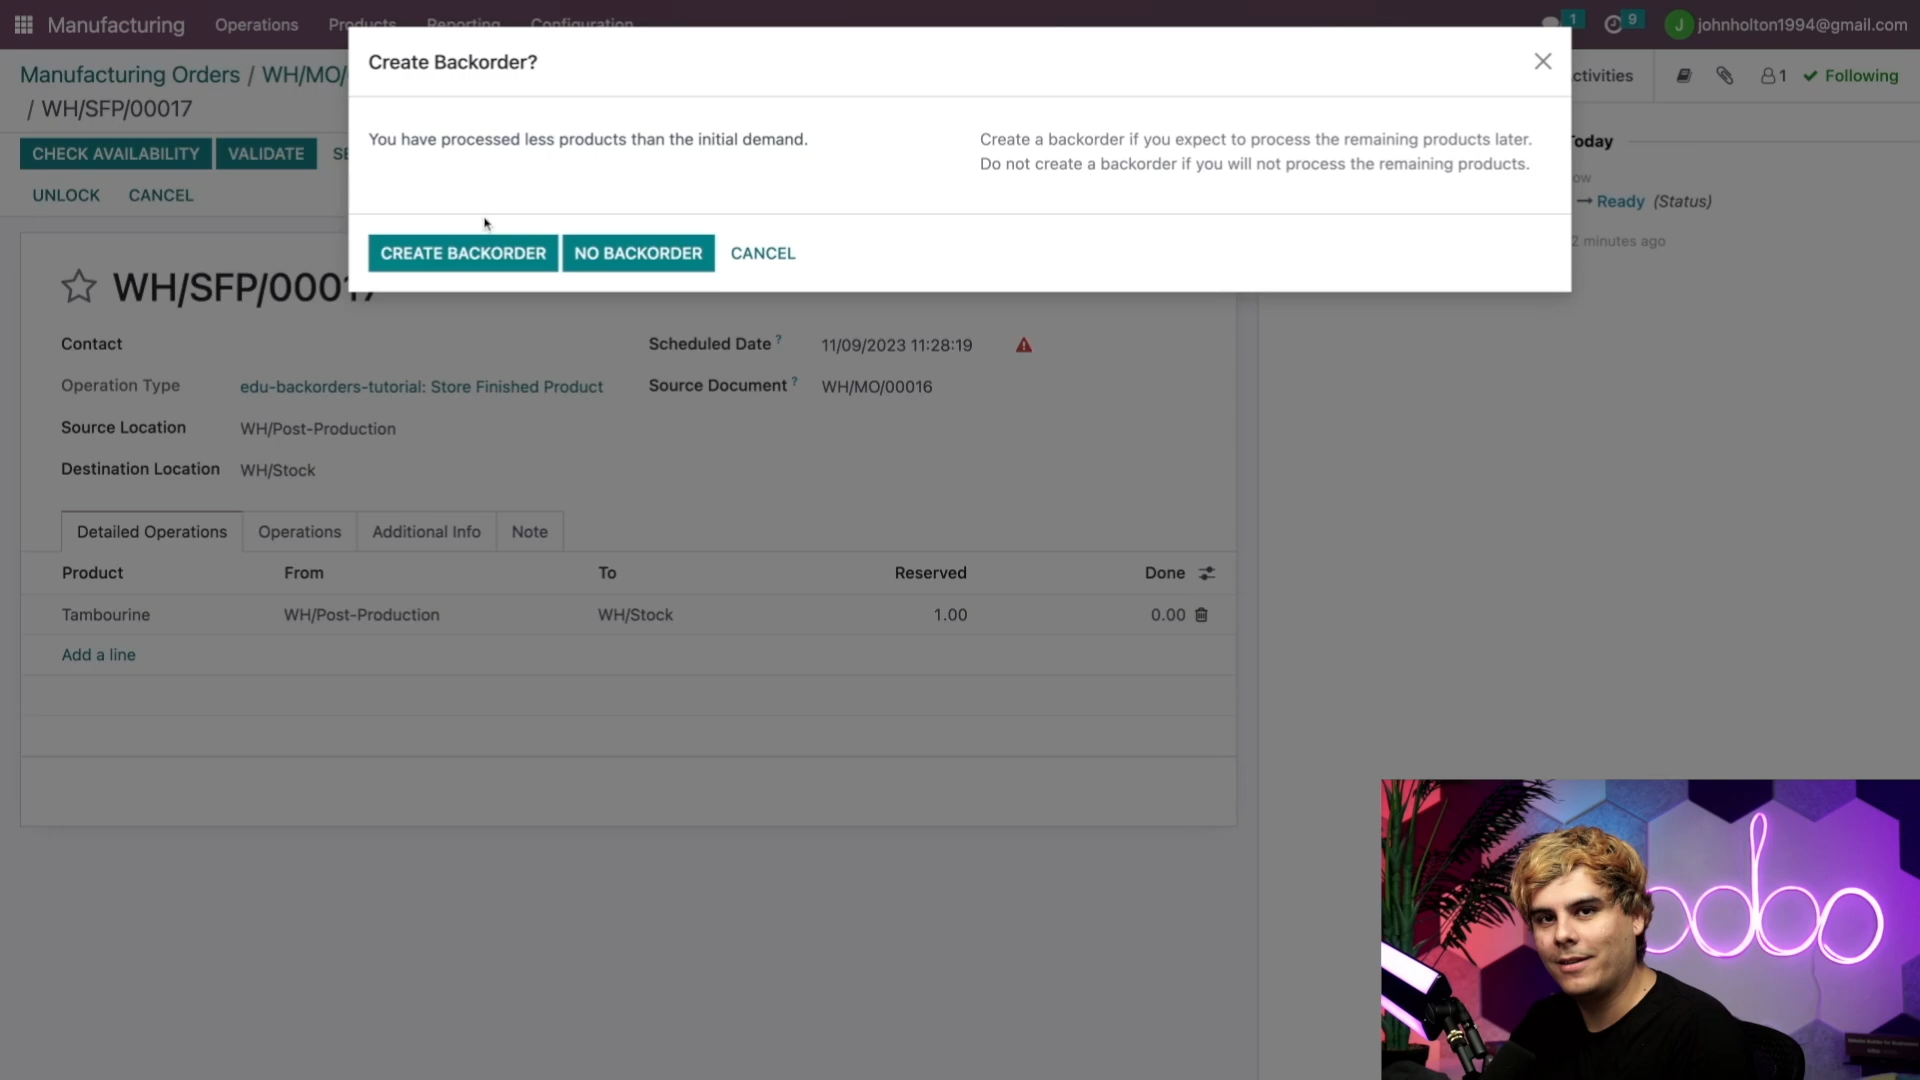 Manufacturing Operations Products Reporting Configuration 1 9 J johnholton1994@gmail.com
Create Backorder?
Manufacturing Orders / WH/MO/
ctivities 1 Following
/ WH/SFP/00017
You have processed less products than the initial demand.
Create a backorder if you expect to process the remaining products later.
Do not create a backorder if you will not process the remaining products.
Today
CHECK AVAILABILITY VALIDATE SE
ow
UNLOCK CANCEL
Ready (Status)
2 minutes ago
CREATE BACKORDER NO BACKORDER CANCEL
WH/SFP/00017
Contact Scheduled Date ? 11/09/2023 11:28:19
Operation Type edu-backorders-tutorial: Store Finished Product Source Document ? WH/MO/00016
Source Location WH/Post-Production
Destination Location WH/Stock
Detailed Operations Operations Additional Info Note
Product From To Reserved Done
Tambourine WH/Post-Production WH/Stock 1.00 0.00
Add a line
odoo